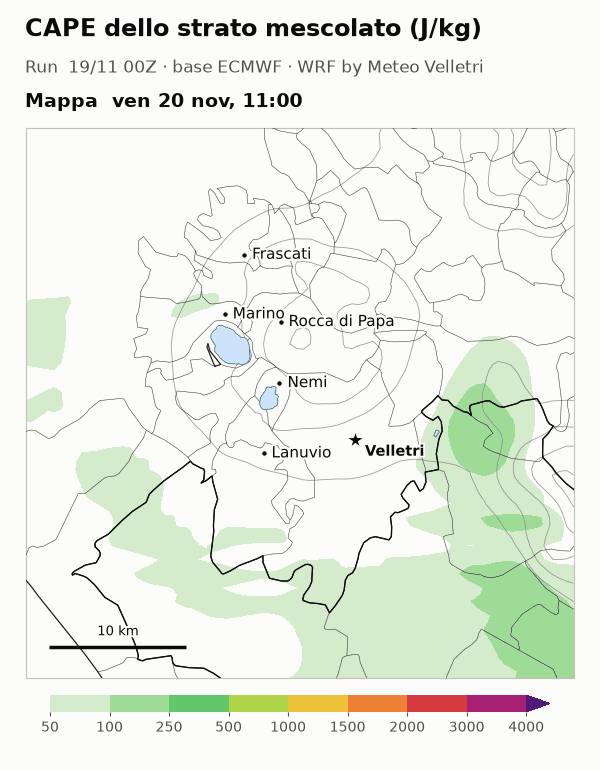 CAPE dello strato mescolato (J/kg)
Run 19/11 00Z · base ECMWF · WRF by Meteo Velletri
Mappa ven 20 nov, 11:00
Frascati
Marino
Rocca di Papa
Nemi
Velletri
Lanuvio
10 km
50 100 250 500 1000 1500 2000 3000 4000